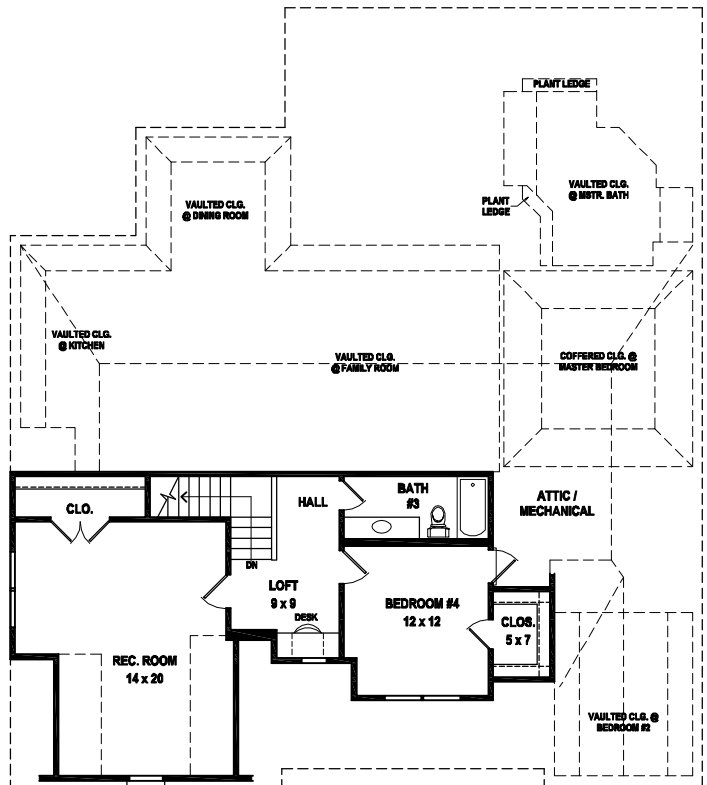 PLANT LEDGE
VAULTED CLG.
@ MSTR. BATH
PLANT
LEDGE
VAULTED CLG.
@ DINING ROOM
VAULTED CLG.
@ KITCHEN
VAULTED CLG.
@ FAMILY ROOM
COFFERED CLG. @
MASTER BEDROOM
CLO.
HALL
BATH
#3
ATTIC /
MECHANICAL
DN
LOFT
9 x 9
DESK
BEDROOM #4
12 x 12
CLOS.
5 x 7
REC. ROOM
14 x 20
VAULTED CLG. @
BEDROOM #2